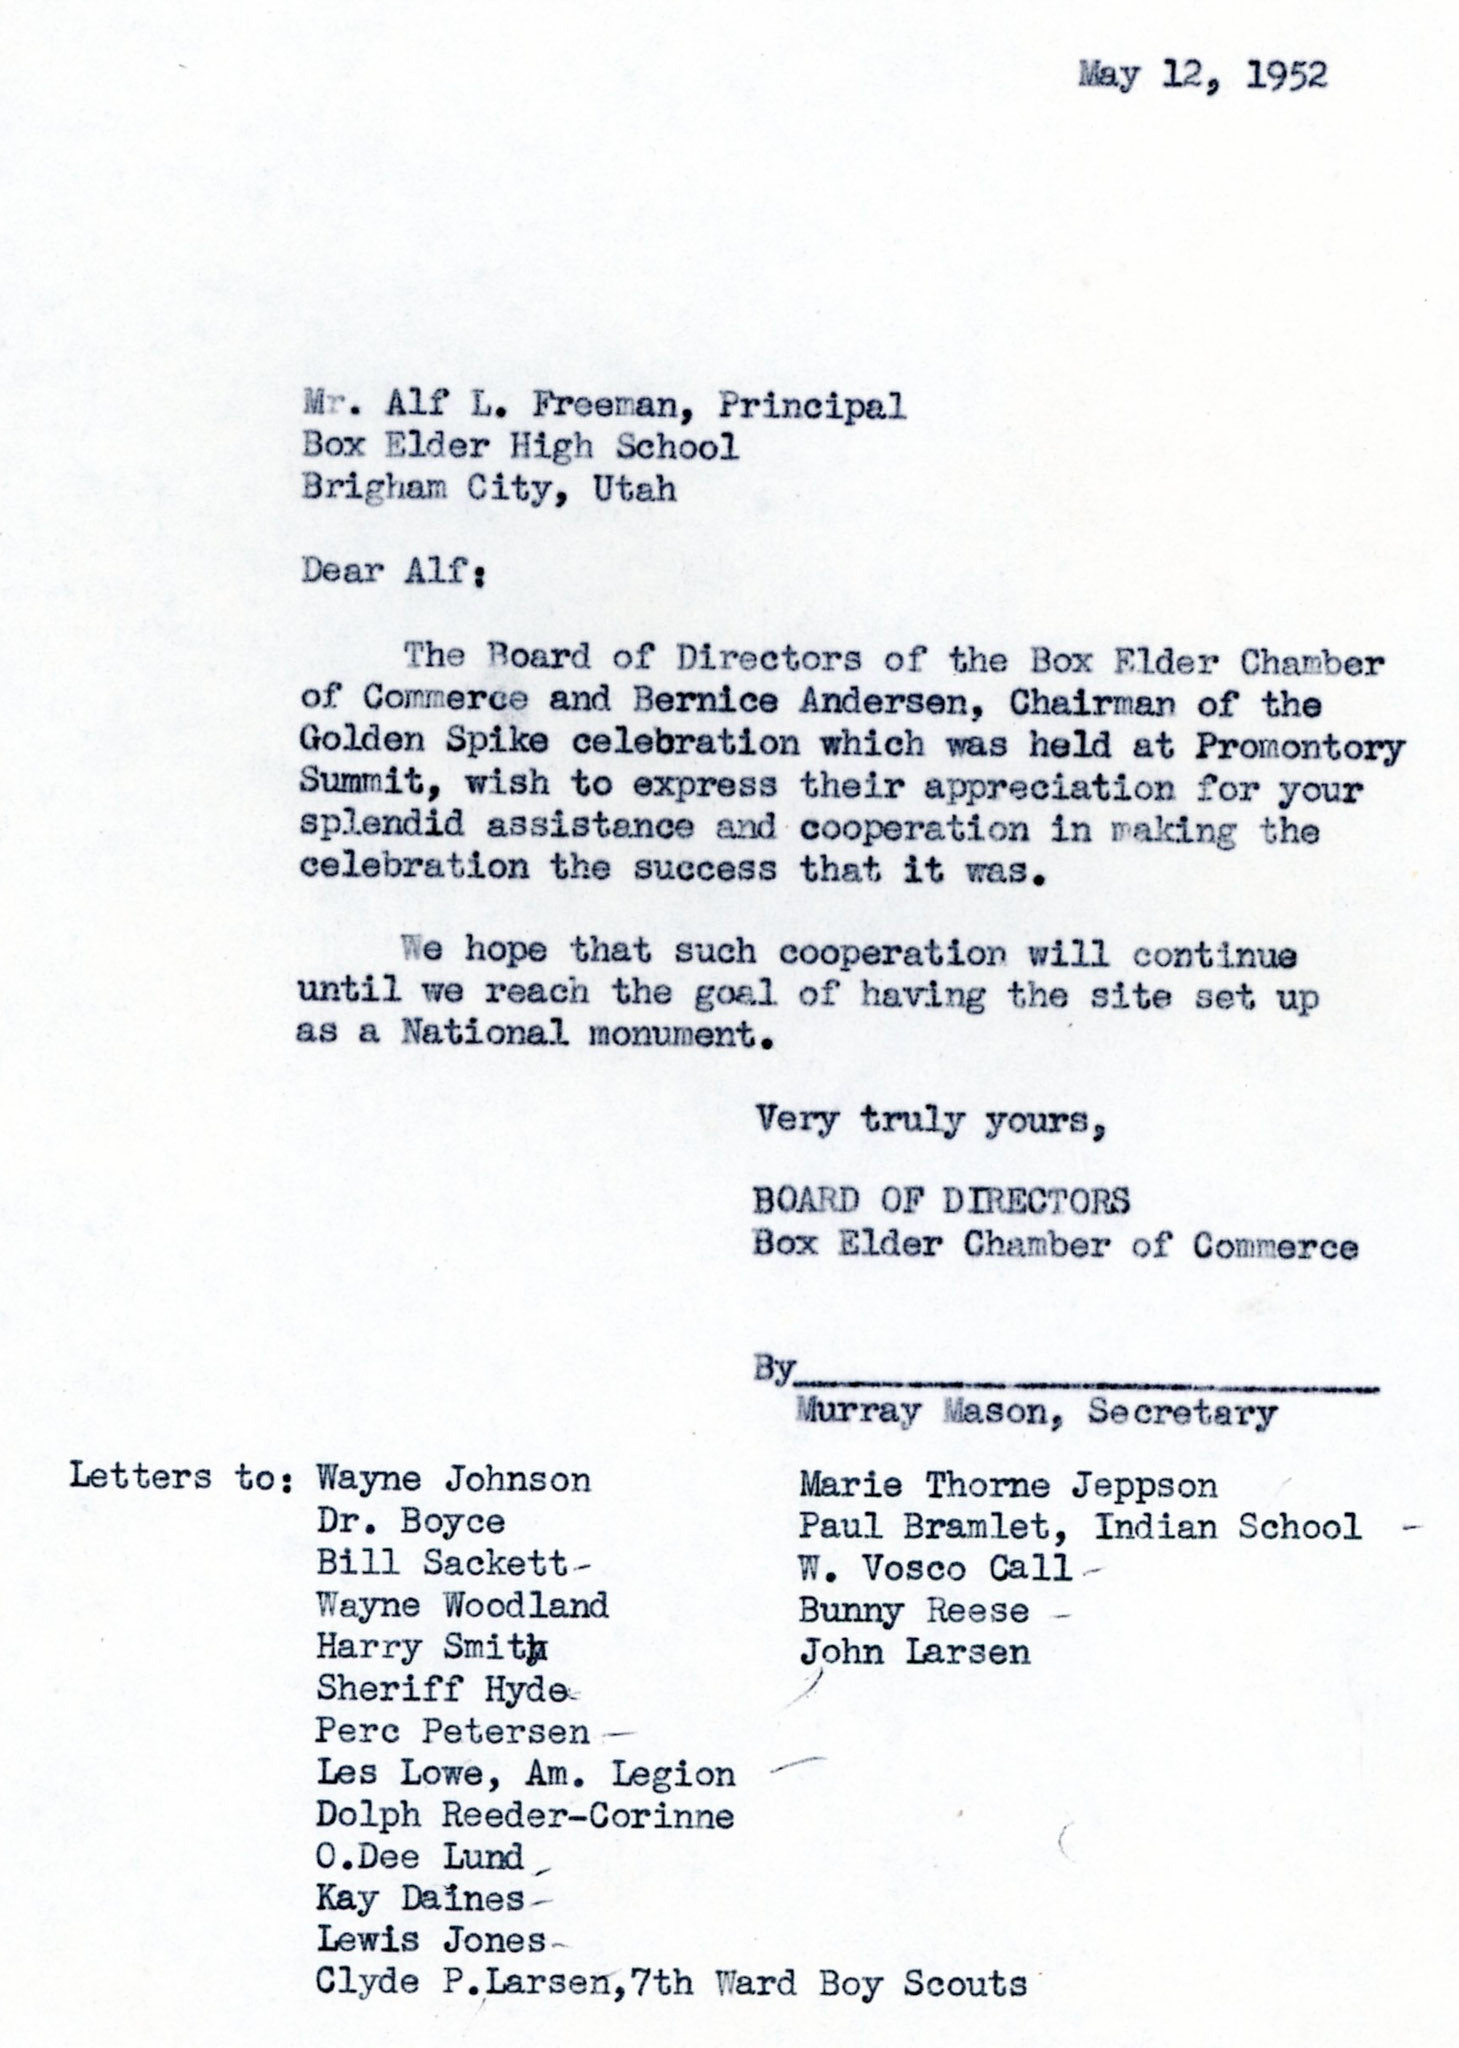 May 12, 1952
Mr. Alf L. Freeman, Principal
Box Elder High School
Brigham City, Utah
Dear Alf:
The Board of Directors of the Box Elder Chamber
of Commerce and Bernice Andersen, Chairman of the
Golden Spike celebration which was held at Promontory
Summit, wish to express their appreciation for your
splendid assistance and cooperation in making the
celebration the success that it was.
We hope that such cooperation will continue
until we reach the goal of having the site set up
as a National monument.
Very truly yours,
BOARD OF DIRECTORS
Box Elder Chamber of Commerce
By
Murray Mason, Secretary
Letters to: Wayne Johnson
Dr. Boyce
Bill Sackett-
Wayne Woodland
Harry Smith
Sheriff Hyde
Perc Petersen
Les Lowe, Am. Legion
Dolph Reeder-Corinne
O.Dee Lund
Kay Daines
Lewis Jones
Clyde P.Larsen,7th Ward Boy Scouts
Marie Thorne Jeppson
Paul Bramlet, Indian School
W. Vosco Call
Bunny Reese
John Larsen